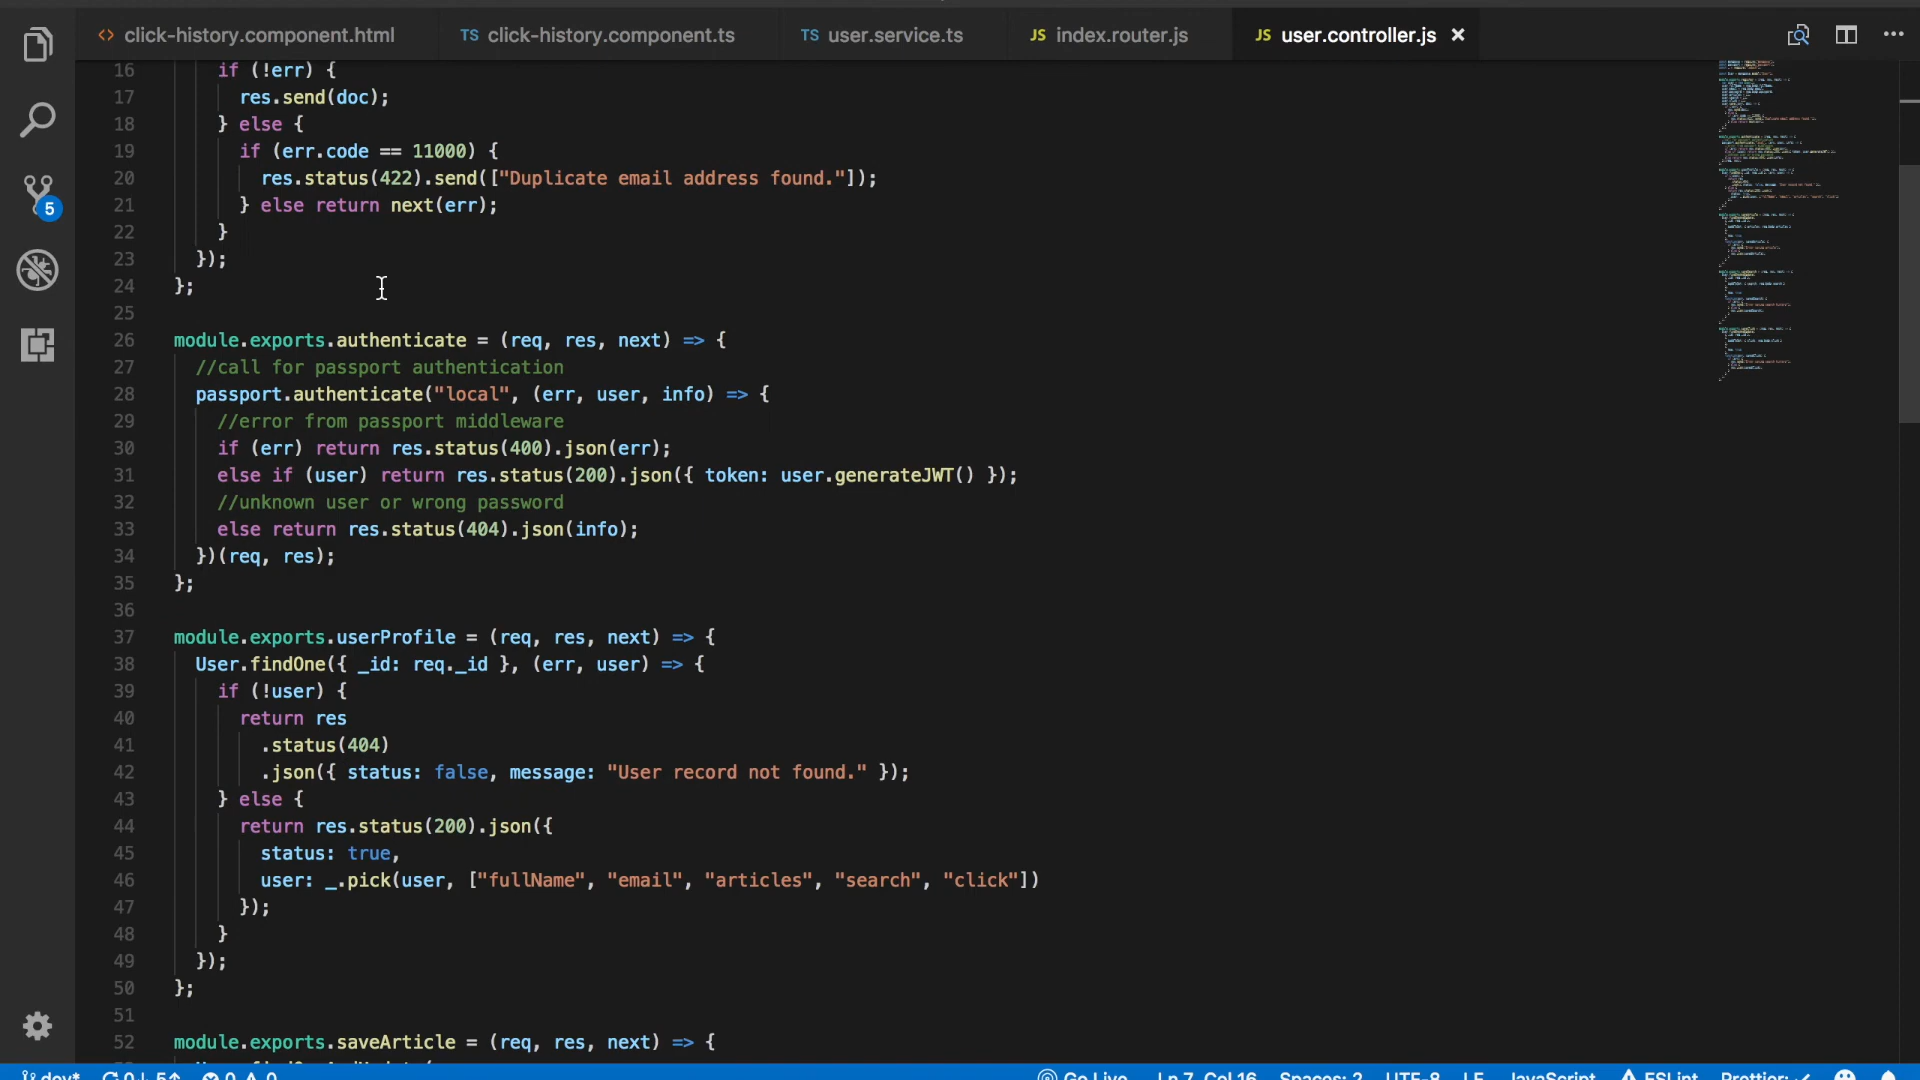 <> click-history.component.html TS click-history.component.ts TS user.service.ts JS index.router.js JS user.controller.js ×
16 if (!err) {
17 res.send(doc);
18 } else {
19 if (err.code == 11000) {
20 res.status(422).send(["Duplicate email address found."]);
21 } else return next(err);
22 }
23 });
24 };
25
26 module.exports.authenticate = (req, res, next) => {
27 //call for passport authentication
28 passport.authenticate("local", (err, user, info) => {
29 //error from passport middleware
30 if (err) return res.status(400).json(err);
31 else if (user) return res.status(200).json({ token: user.generateJWT() });
32 //unknown user or wrong password
33 else return res.status(404).json(info);
34 })(req, res);
35 };
36
37 module.exports.userProfile = (req, res, next) => {
38 User.findOne({ _id: req._id }, (err, user) => {
39 if (!user) {
40 return res
41 .status(404)
42 .json({ status: false, message: "User record not found." });
43 } else {
44 return res.status(200).json({
45 status: true,
46 user: _.pick(user, ["fullName", "email", "articles", "search", "click"])
47 });
48 }
49 });
50 };
51
52 module.exports.saveArticle = (req, res, next) => {
5
dev* 0↓ 5↑ 0 0 Go Live Ln 7, Col 16 Spaces: 2 UTF-8 LF JavaScript ESLint Prettier: ✓